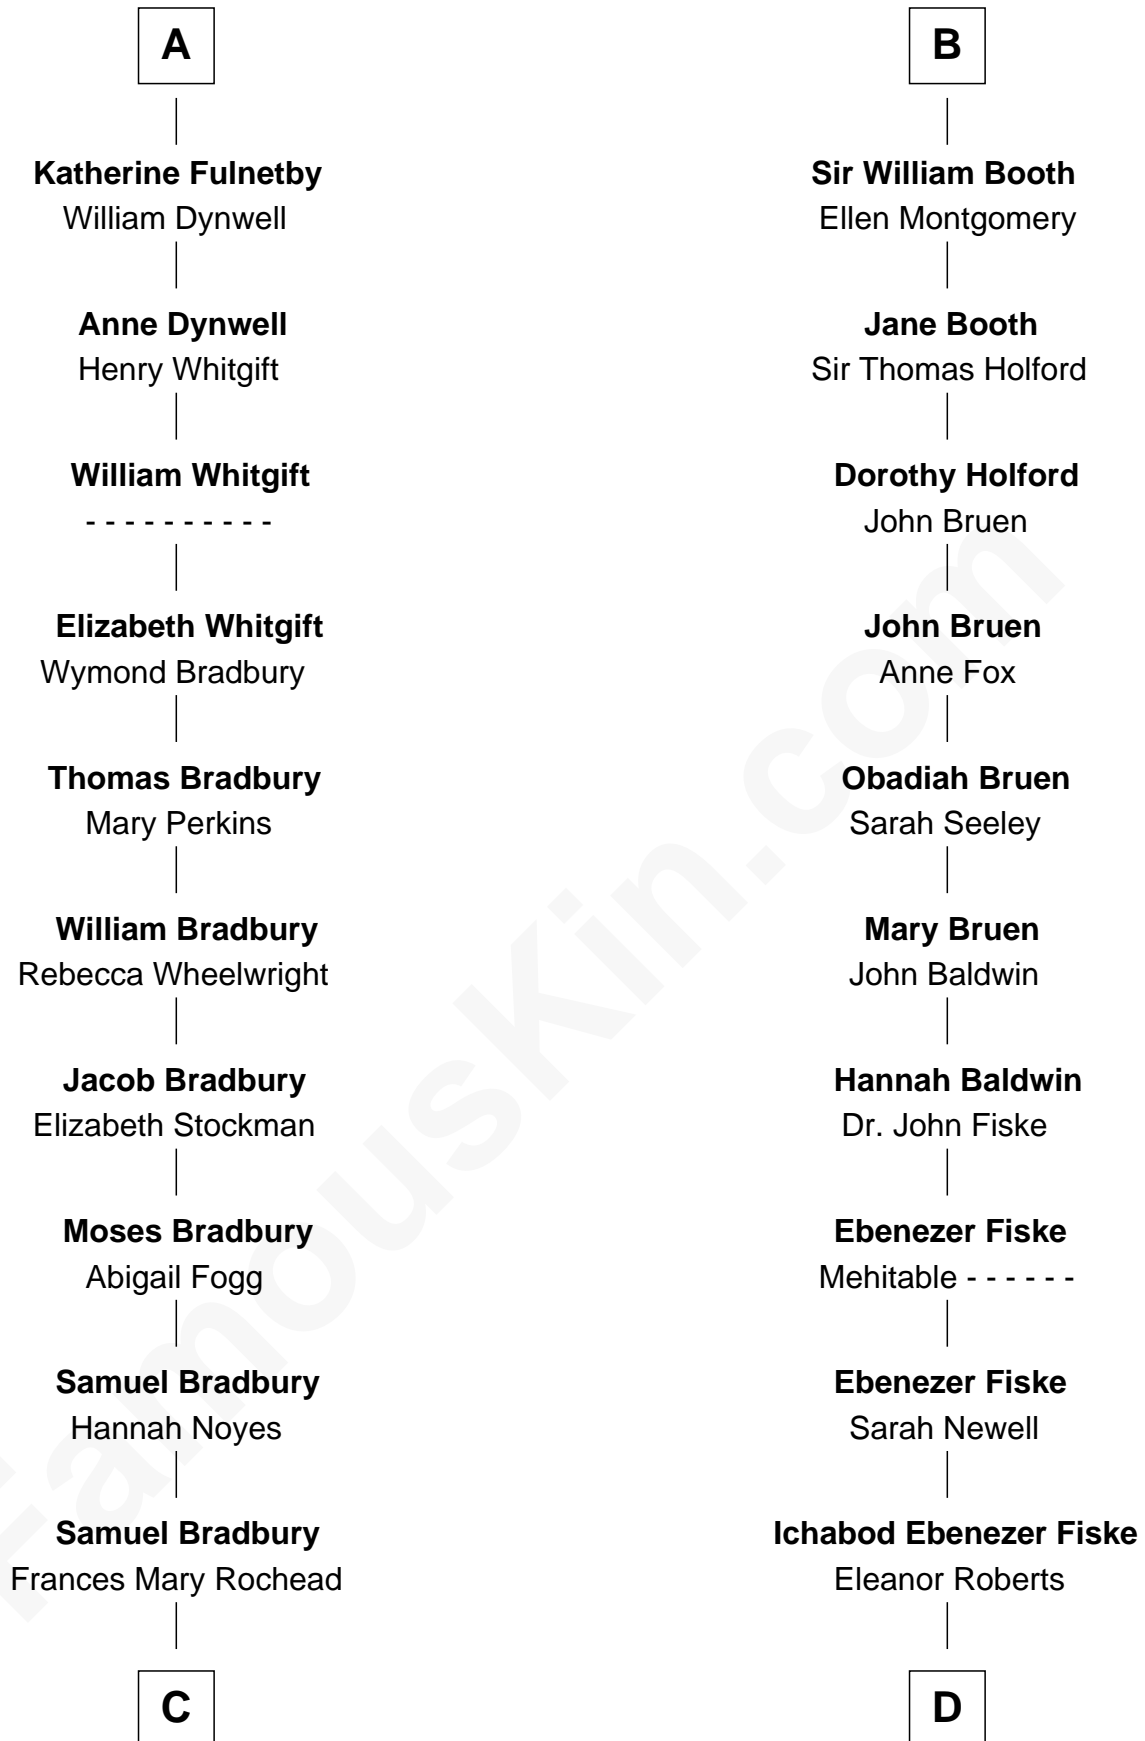 A
Katherine Fulnetby
William Dynwell
Anne Dynwell
Henry Whitgift
William Whitgift
- - - - - - - - - -
Elizabeth Whitgift
Wymond Bradbury
Thomas Bradbury
Mary Perkins
William Bradbury
Rebecca Wheelwright
Jacob Bradbury
Elizabeth Stockman
Moses Bradbury
Abigail Fogg
Samuel Bradbury
Hannah Noyes
Samuel Bradbury
Frances Mary Rochead
C
B
Sir William Booth
Ellen Montgomery
Jane Booth
Sir Thomas Holford
Dorothy Holford
John Bruen
John Bruen
Anne Fox
Obadiah Bruen
Sarah Seeley
Mary Bruen
John Baldwin
Hannah Baldwin
Dr. John Fiske
Ebenezer Fiske
Mehitable - - - - - -
Ebenezer Fiske
Sarah Newell
Ichabod Ebenezer Fiske
Eleanor Roberts
D
FamousKin.com